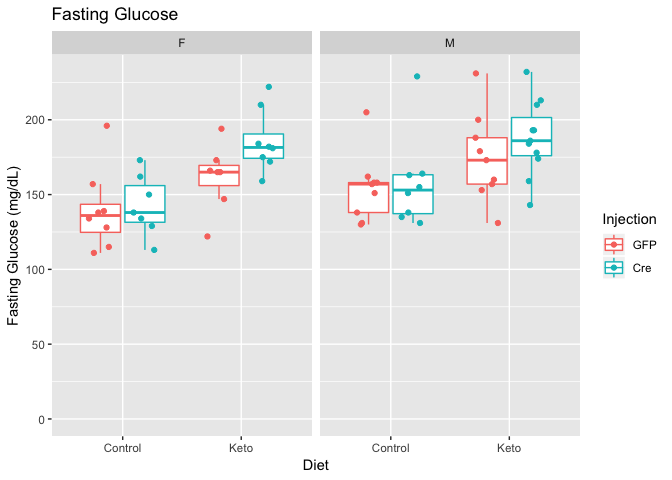 Fasting Glucose
F
M
Fasting Glucose (mg/dL)
200
150
100
50
0
Control
Keto
Control
Keto
Diet
Injection
GFP
Cre